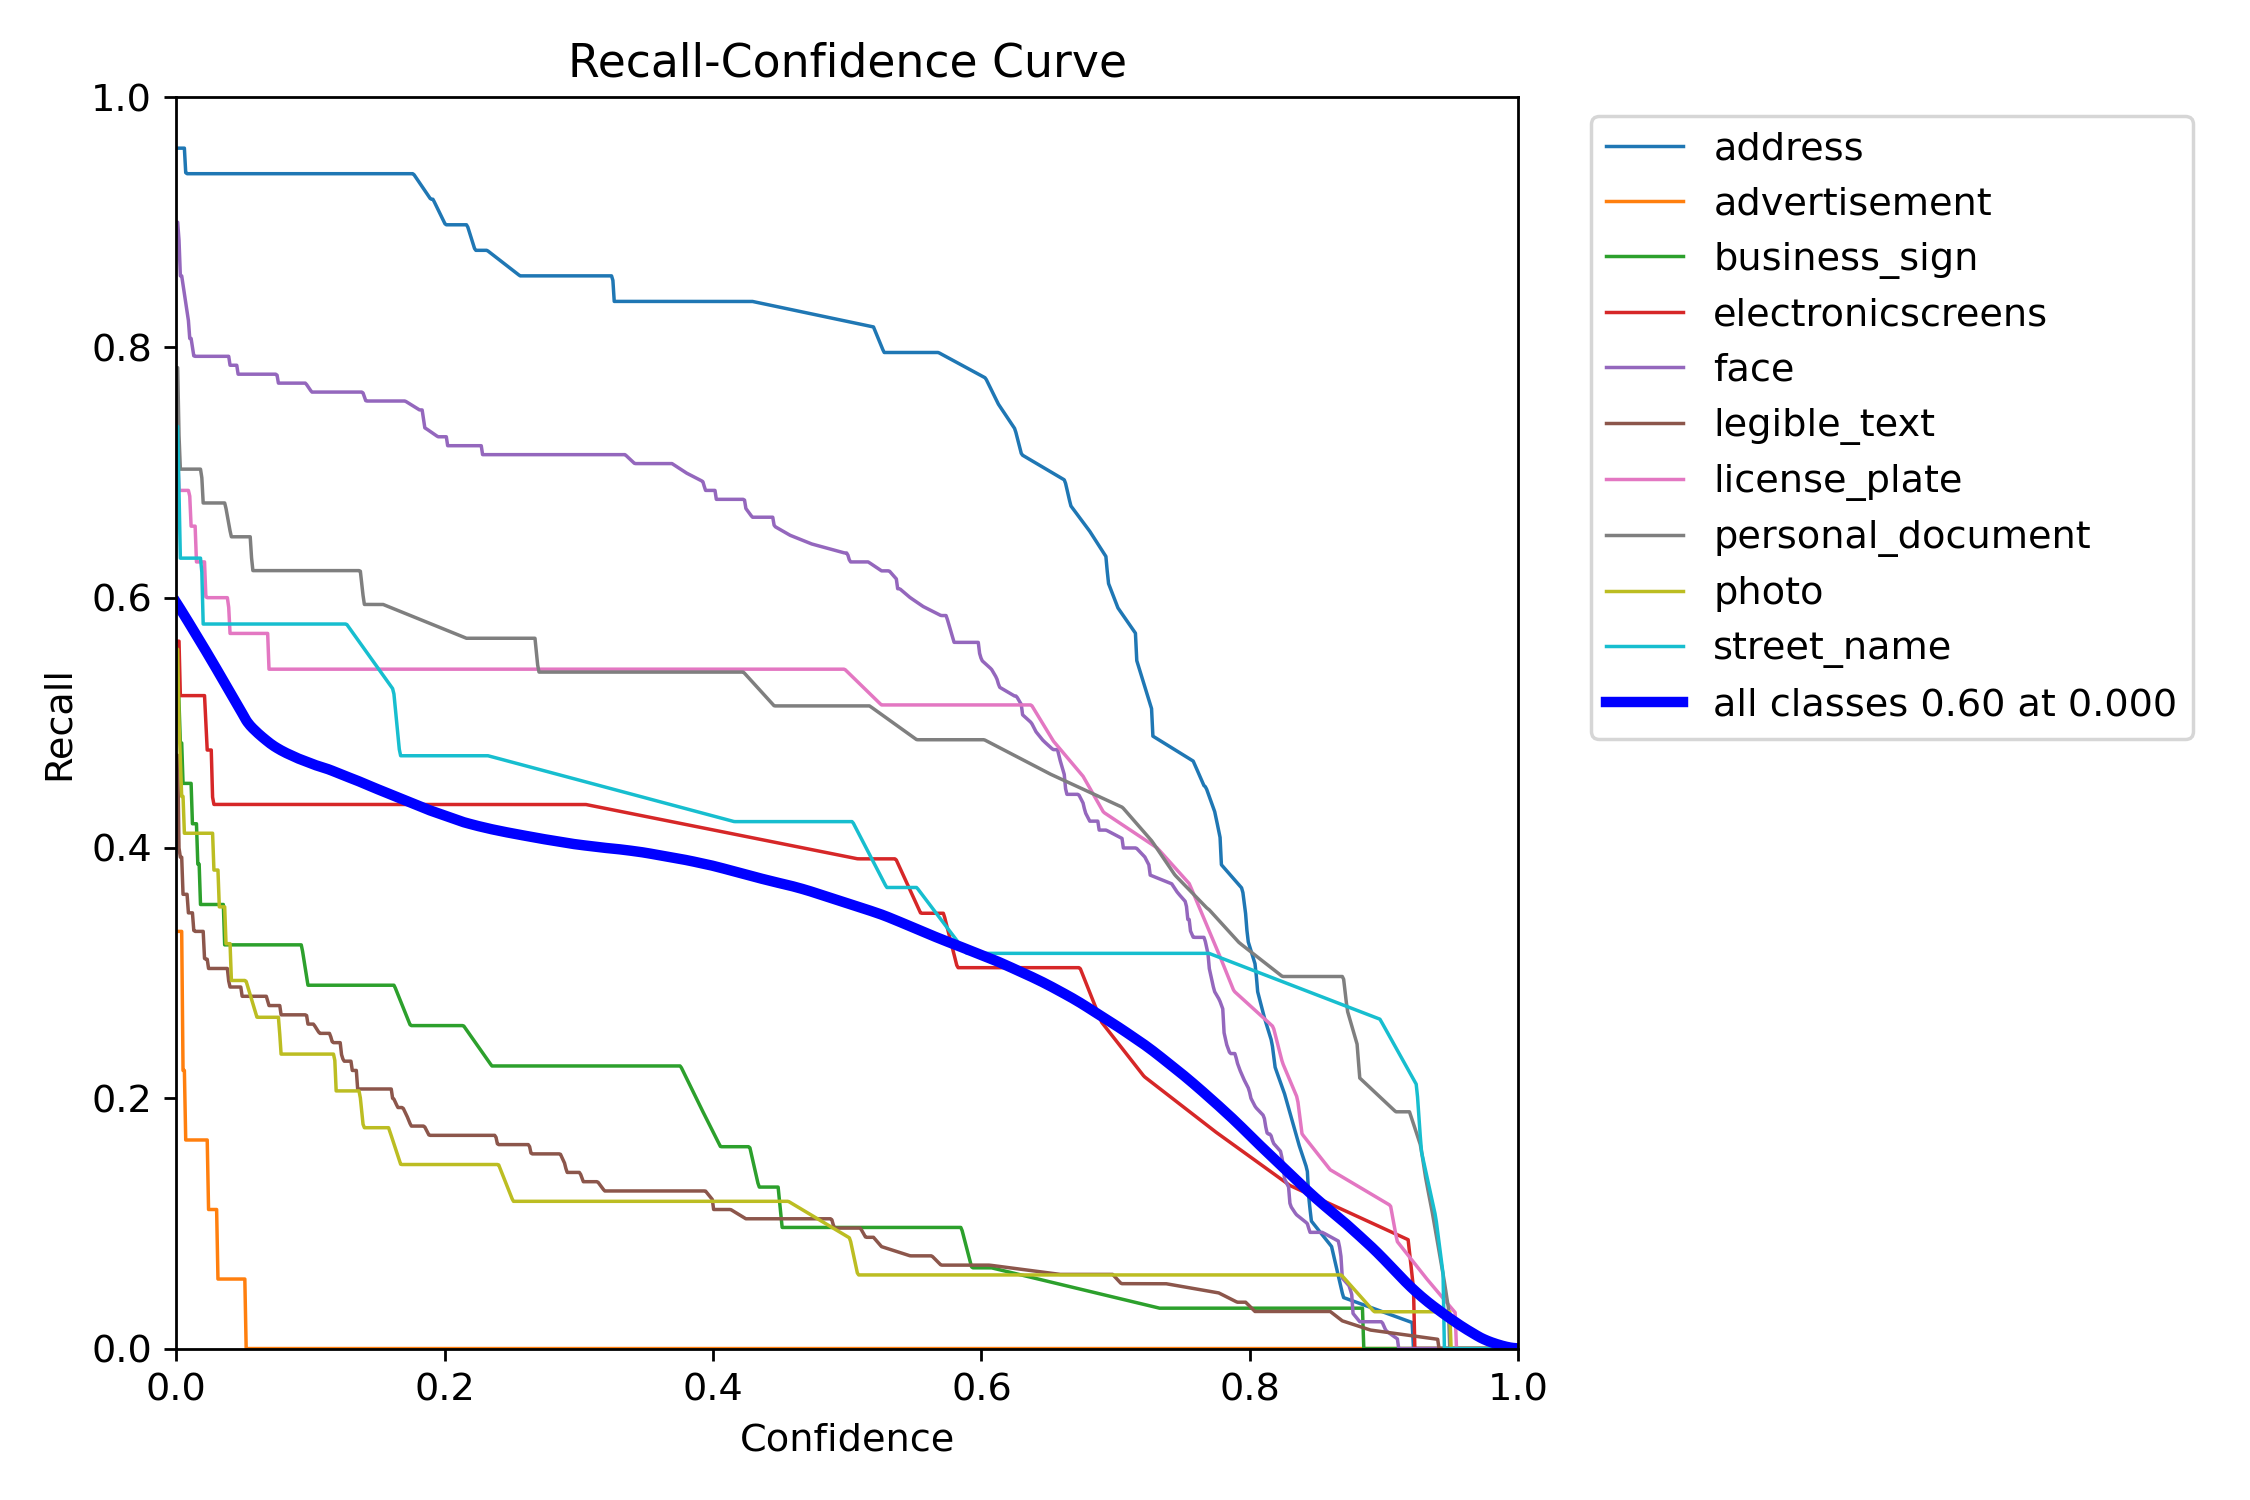 Recall-Confidence Curve
1.0
0.8
0.6
0.4
0.2
0.0
Recall
0.0 0.2 0.4 0.6 0.8 1.0
Confidence
address
advertisement
business_sign
electronicscreens
face
legible_text
license_plate
personal_document
photo
street_name
all classes 0.60 at 0.000